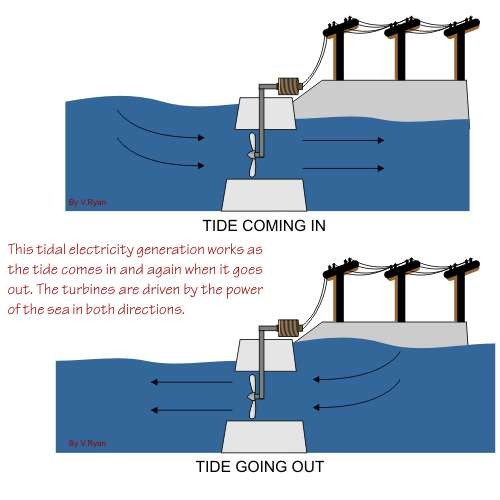 By V.Ryan
TIDE COMING IN
This tidal electricity generation works as
the tide comes in and again when it goes
out. The turbines are driven by the power
of the sea in both directions.
By V.Ryan
TIDE GOING OUT